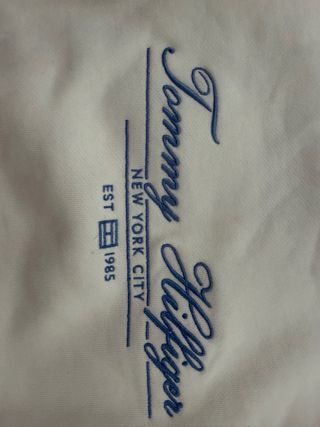 Tommy Hilfiger
NEW YORK CITY
EST 1985